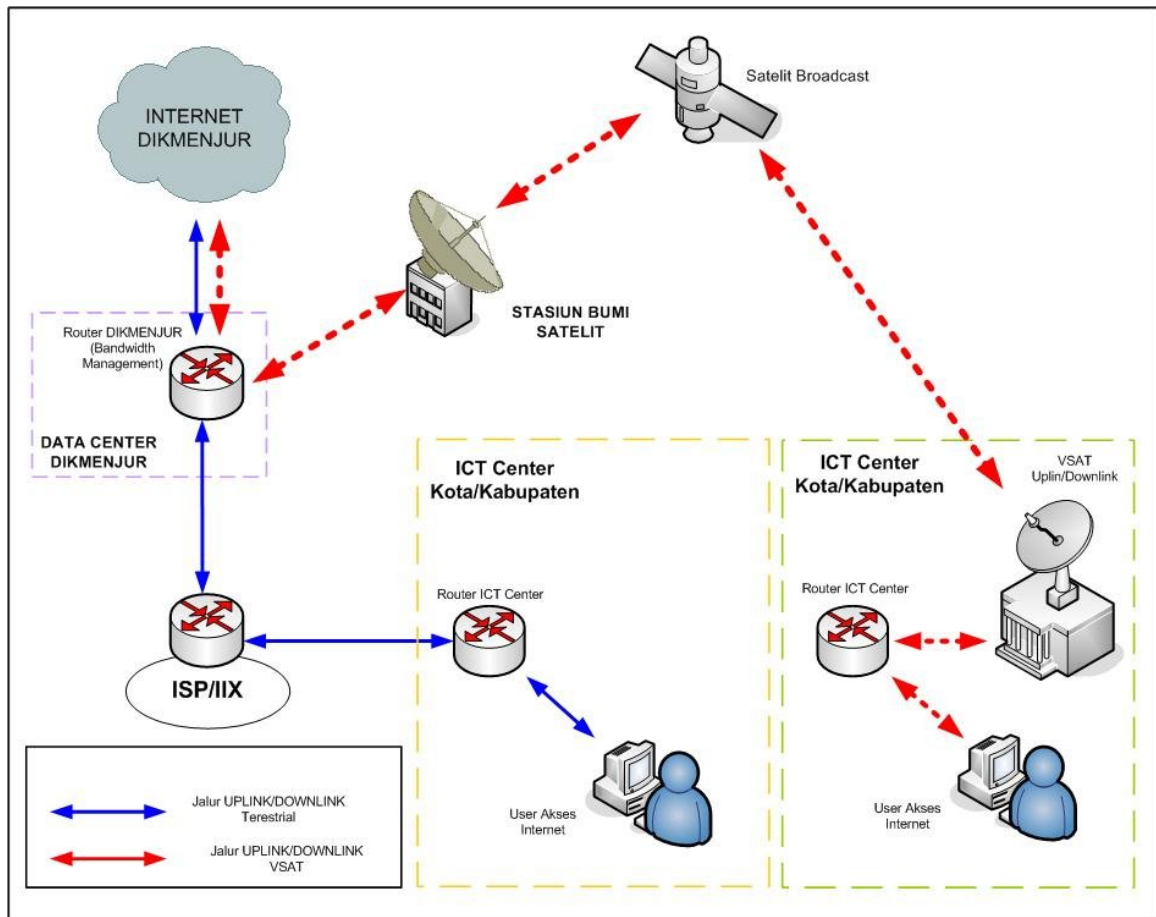 INTERNET
DIKMENJUR
Satelit Broadcast
STASIUN BUMI
SATELIT
Router DIKMENJUR
(Bandwidth
Management)
DATA CENTER
DIKMENJUR
ICT Center
Kota/Kabupaten
ICT Center
Kota/Kabupaten
VSAT
Uplin/Downlink
Router ICT Center
Router ICT Center
ISP/IIX
User Akses
Internet
User Akses
Internet
Jalur UPLINK/DOWNLINK
Terestrial
Jalur UPLINK/DOWNLINK
VSAT